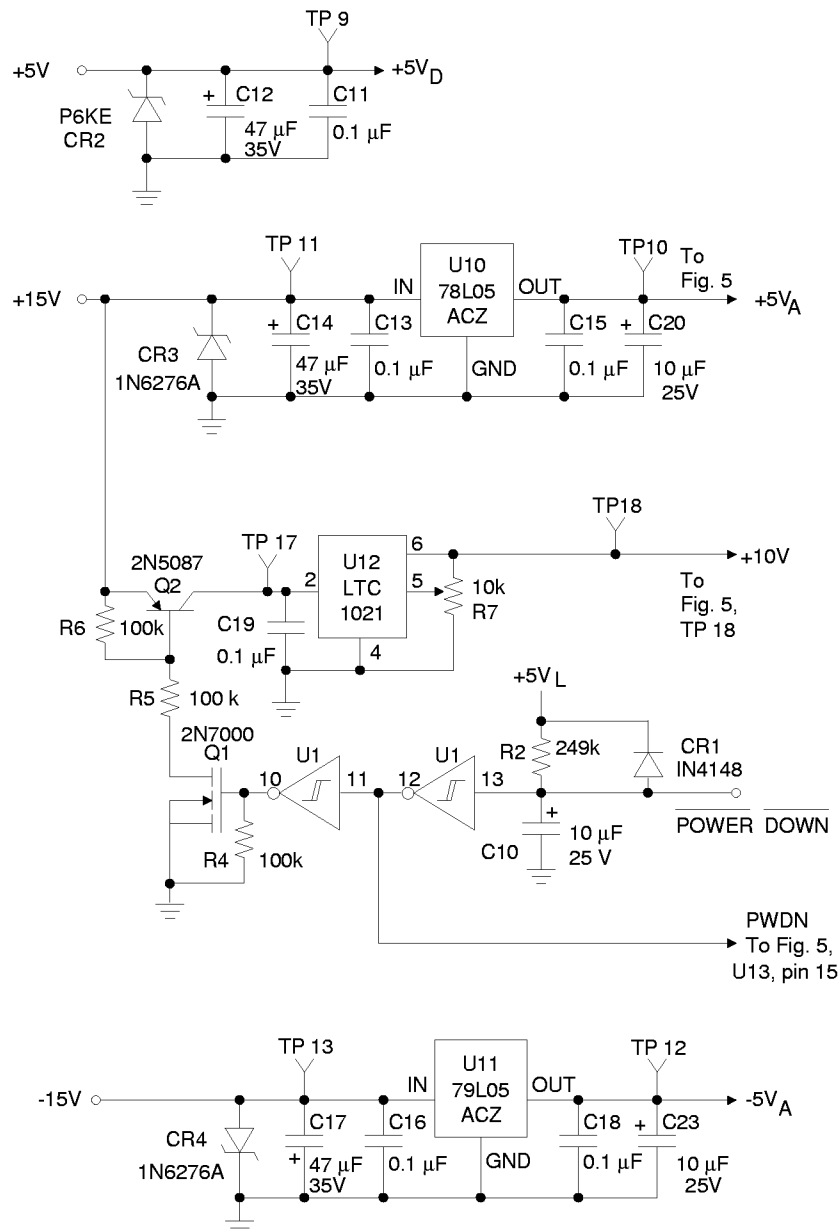 TP 9
+5V
+5VD
P6KE
CR2
+
C12
47 µF
35V
C11
0.1 µF
TP 11
TP10
To
Fig. 5
+15V
IN
U10
78L05
ACZ
OUT
+5VA
CR3
1N6276A
+
C14
47 µF
35V
C13
0.1 µF
GND
C15
0.1 µF
+
C20
10 µF
25V
2N5087
Q2
TP 17
TP18
2
U12
LTC
1021
6
5
4
+10V
10k
R7
To
Fig. 5,
TP 18
R6
100k
C19
0.1 µF
R5
100 k
+5VL
2N7000
Q1
U1
10
11
U1
12
13
R2
249k
CR1
IN4148
POWER DOWN
R4
100k
+
10 µF
25 V
C10
PWDN
To Fig. 5,
U13, pin 15
TP 13
TP 12
-15V
IN
U11
79L05
ACZ
OUT
-5VA
CR4
1N6276A
C17
+
47 µF
35V
C16
0.1 µF
GND
C18
0.1 µF
+
C23
10 µF
25V